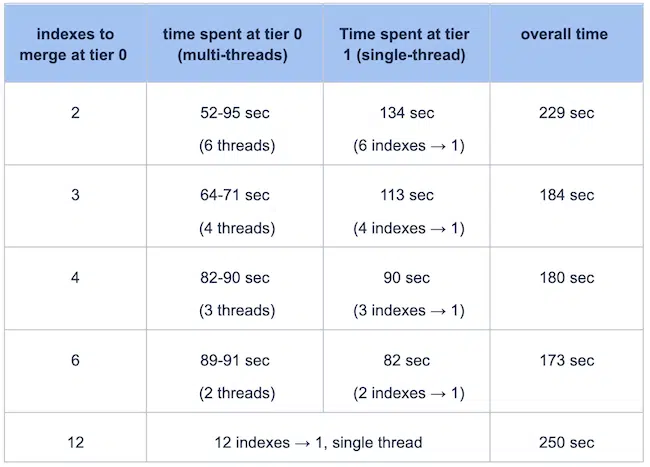 indexes to
merge at tier 0
time spent at tier 0
(multi-threads)
Time spent at tier
1 (single-thread)
overall time
2
52-95 sec
(6 threads)
134 sec
(6 indexes → 1)
229 sec
3
64-71 sec
(4 threads)
113 sec
(4 indexes → 1)
184 sec
4
82-90 sec
(3 threads)
90 sec
(3 indexes → 1)
180 sec
6
89-91 sec
(2 threads)
82 sec
(2 indexes → 1)
173 sec
12
12 indexes → 1, single thread
250 sec